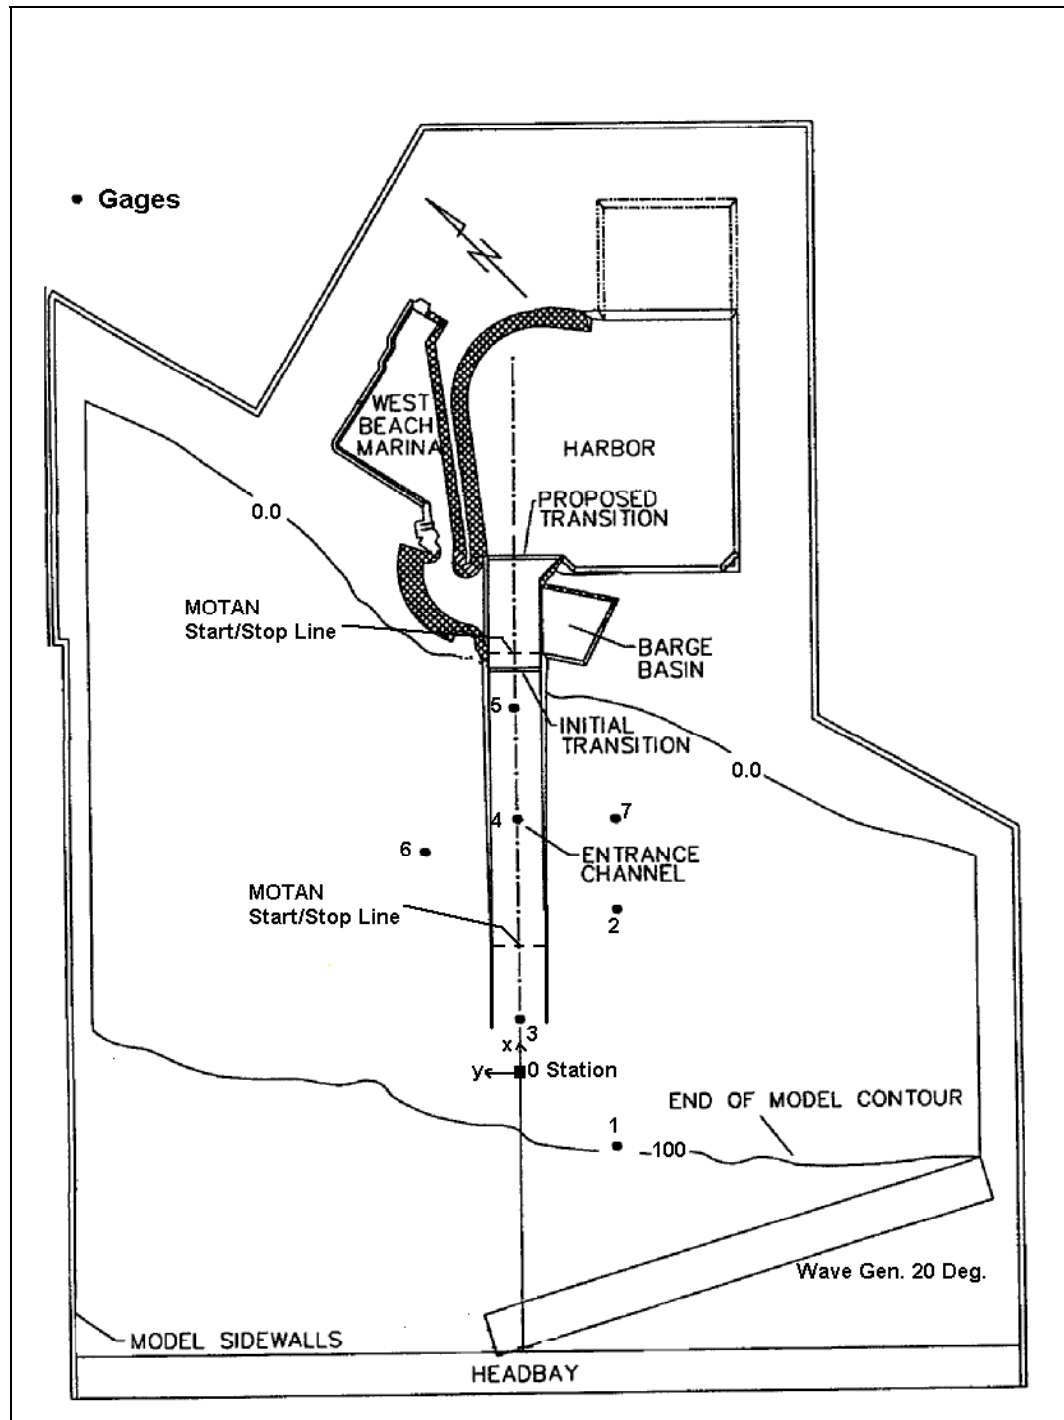 Gages
N
WEST
BEACH
MARINA
HARBOR
0.0
PROPOSED
TRANSITION
MOTAN
Start/Stop Line
BARGE
BASIN
5
INITIAL
TRANSITION
0.0
4
7
6
ENTRANCE
CHANNEL
MOTAN
Start/Stop Line
2
3
x
y
0 Station
END OF MODEL CONTOUR
1
-100
Wave Gen. 20 Deg.
MODEL SIDEWALLS
HEADBAY